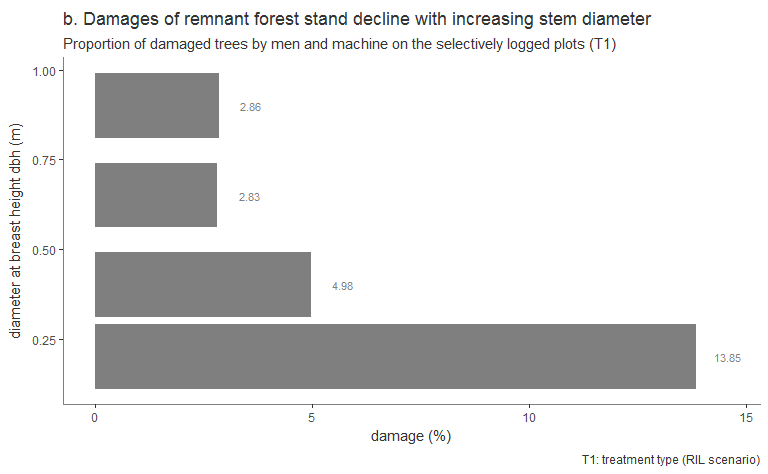 b. Damages of remnant forest stand decline with increasing stem diameter
Proportion of damaged trees by men and machine on the selectively logged plots (T1)
diameter at breast height dbh (m)
1.00
2.86
0.75
2.83
0.50
4.98
0.25
13.85
0 5 10 15
damage (%)
T1: treatment type (RIL scenario)